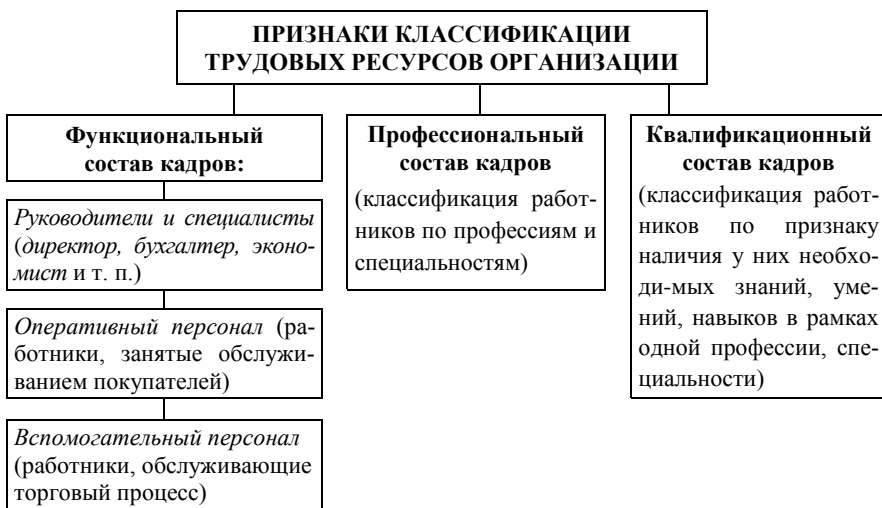 ПРИЗНАКИ КЛАССИФИКАЦИИ
ТРУДОВЫХ РЕСУРСОВ ОРГАНИЗАЦИИ
Функциональный
состав кадров:
Руководители и специалисты
(директор, бухгалтер, эконо-
мист и т. п.)
Оперативный персонал (ра-
ботники, занятые обслужи-
ванием покупателей)
Вспомогательный персонал
(работники, обслуживающие
торговый процесс)
Профессиональный
состав кадров
(классификация работ-
ников по профессиям и
специальностям)
Квалификационный
состав кадров
(классификация работ-
ников по признаку
наличия у них необхо-
ди-мых знаний, уме-
ний, навыков в рамках
одной профессии, спе-
циальности)